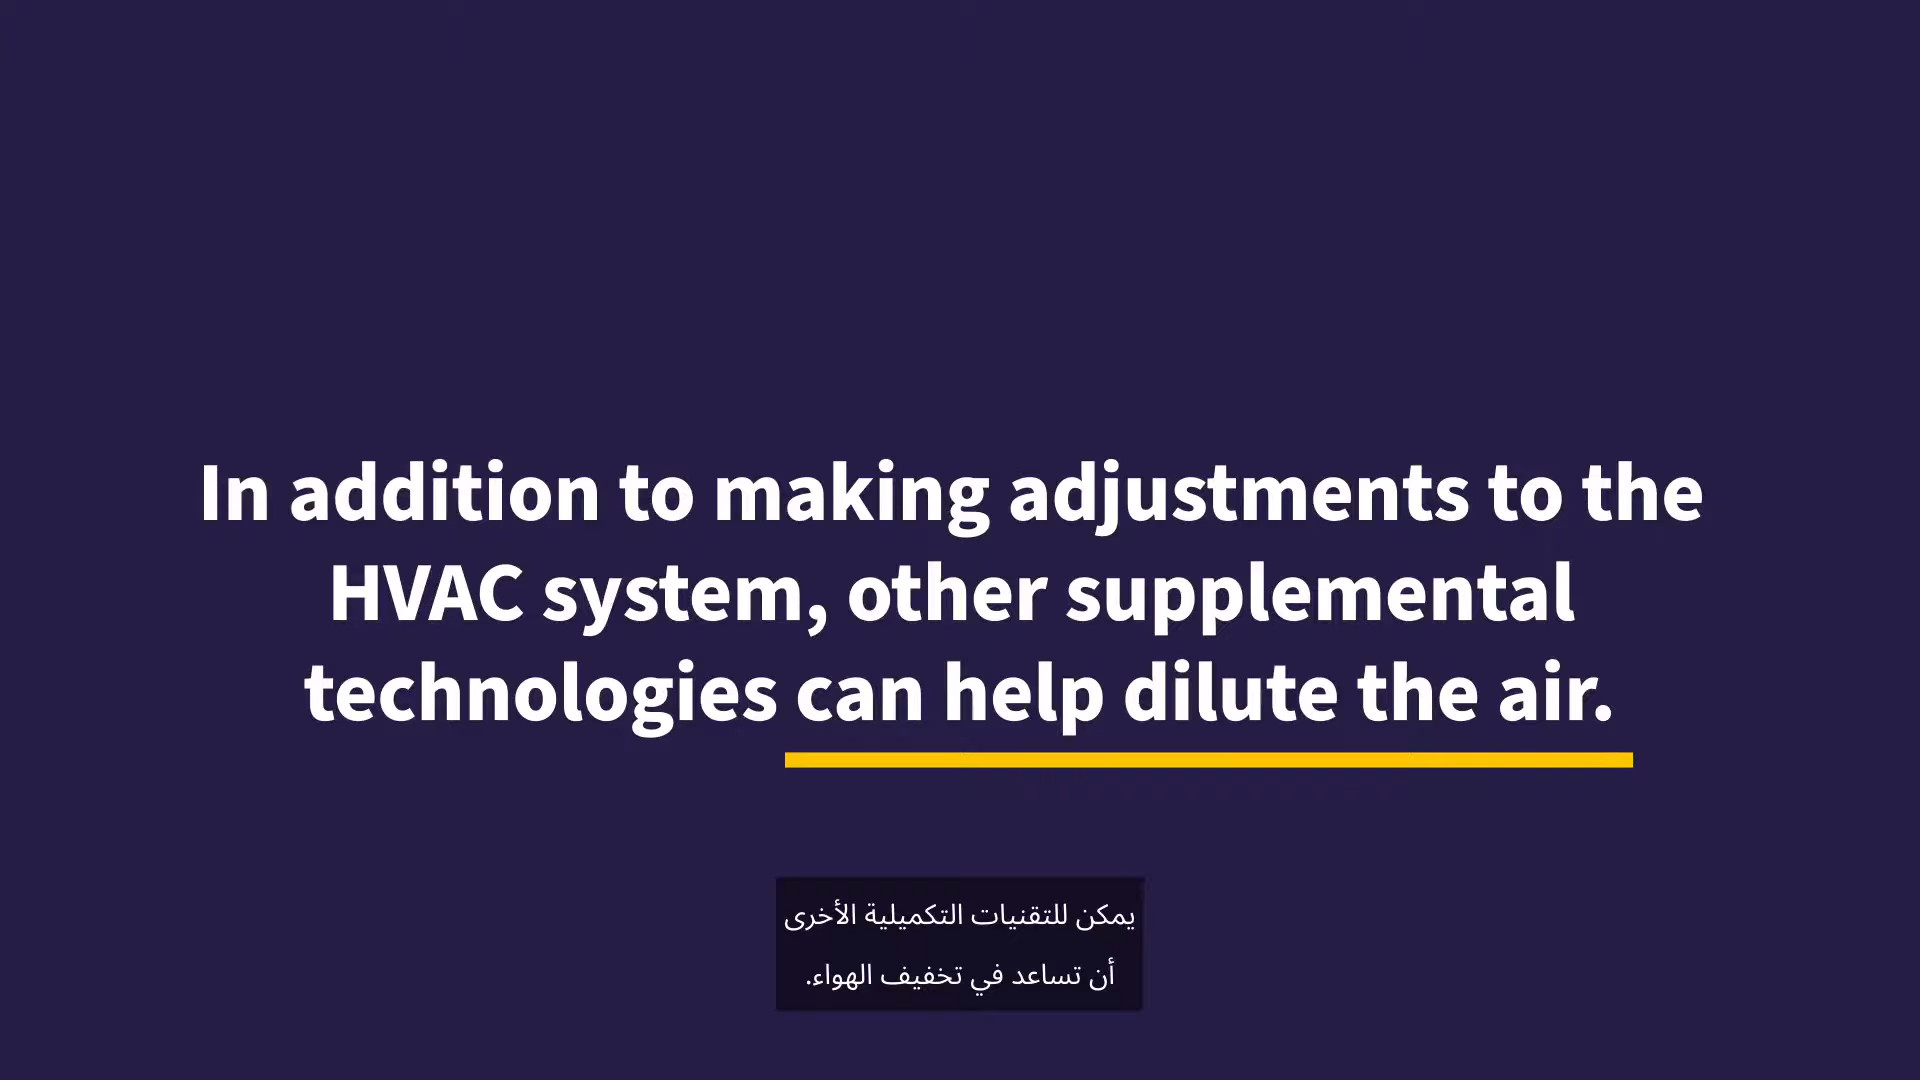 In addition to making adjustments to the
HVAC system, other supplemental
technologies can help dilute the air.
يمكن للتقنيات التكميلية الأخرى
أن تساعد في تخفيف الهواء.